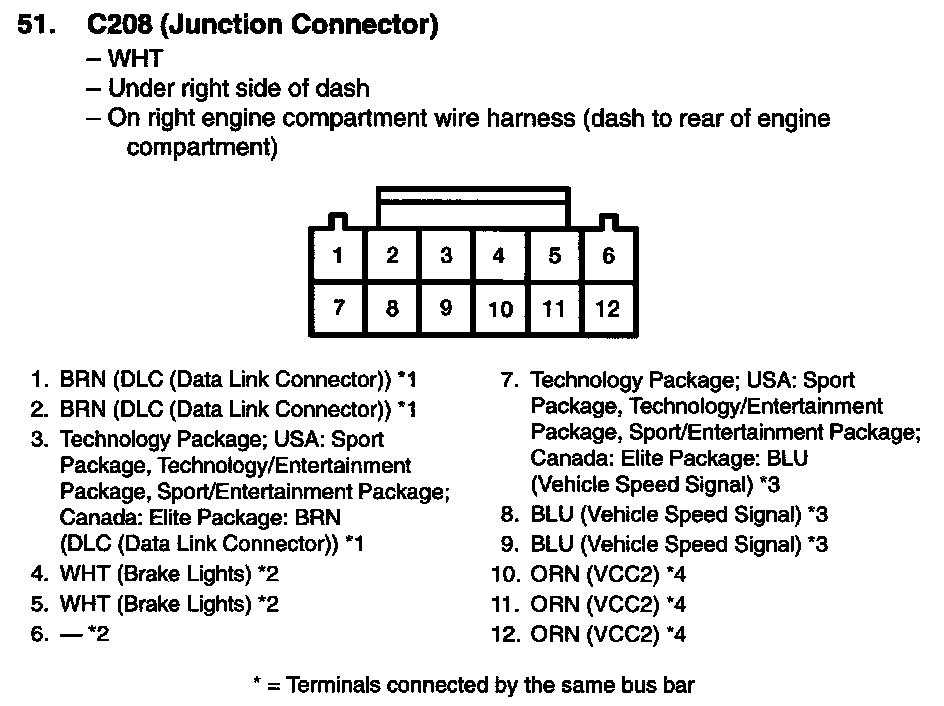 51. C208 (Junction Connector)
– WHT
– Under right side of dash
– On right engine compartment wire harness (dash to rear of engine
compartment)
1 2 3 4 5 6
7 8 9 10 11 12
1. BRN (DLC (Data Link Connector)) *1
2. BRN (DLC (Data Link Connector)) *1
3. Technology Package; USA: Sport
Package, Technology/Entertainment
Package, Sport/Entertainment Package;
Canada: Elite Package: BRN
(DLC (Data Link Connector)) *1
4. WHT (Brake Lights) *2
5. WHT (Brake Lights) *2
6. — *2
7. Technology Package; USA: Sport
Package, Technology/Entertainment
Package, Sport/Entertainment Package;
Canada: Elite Package: BLU
(Vehicle Speed Signal) *3
8. BLU (Vehicle Speed Signal) *3
9. BLU (Vehicle Speed Signal) *3
10. ORN (VCC2) *4
11. ORN (VCC2) *4
12. ORN (VCC2) *4
* = Terminals connected by the same bus bar